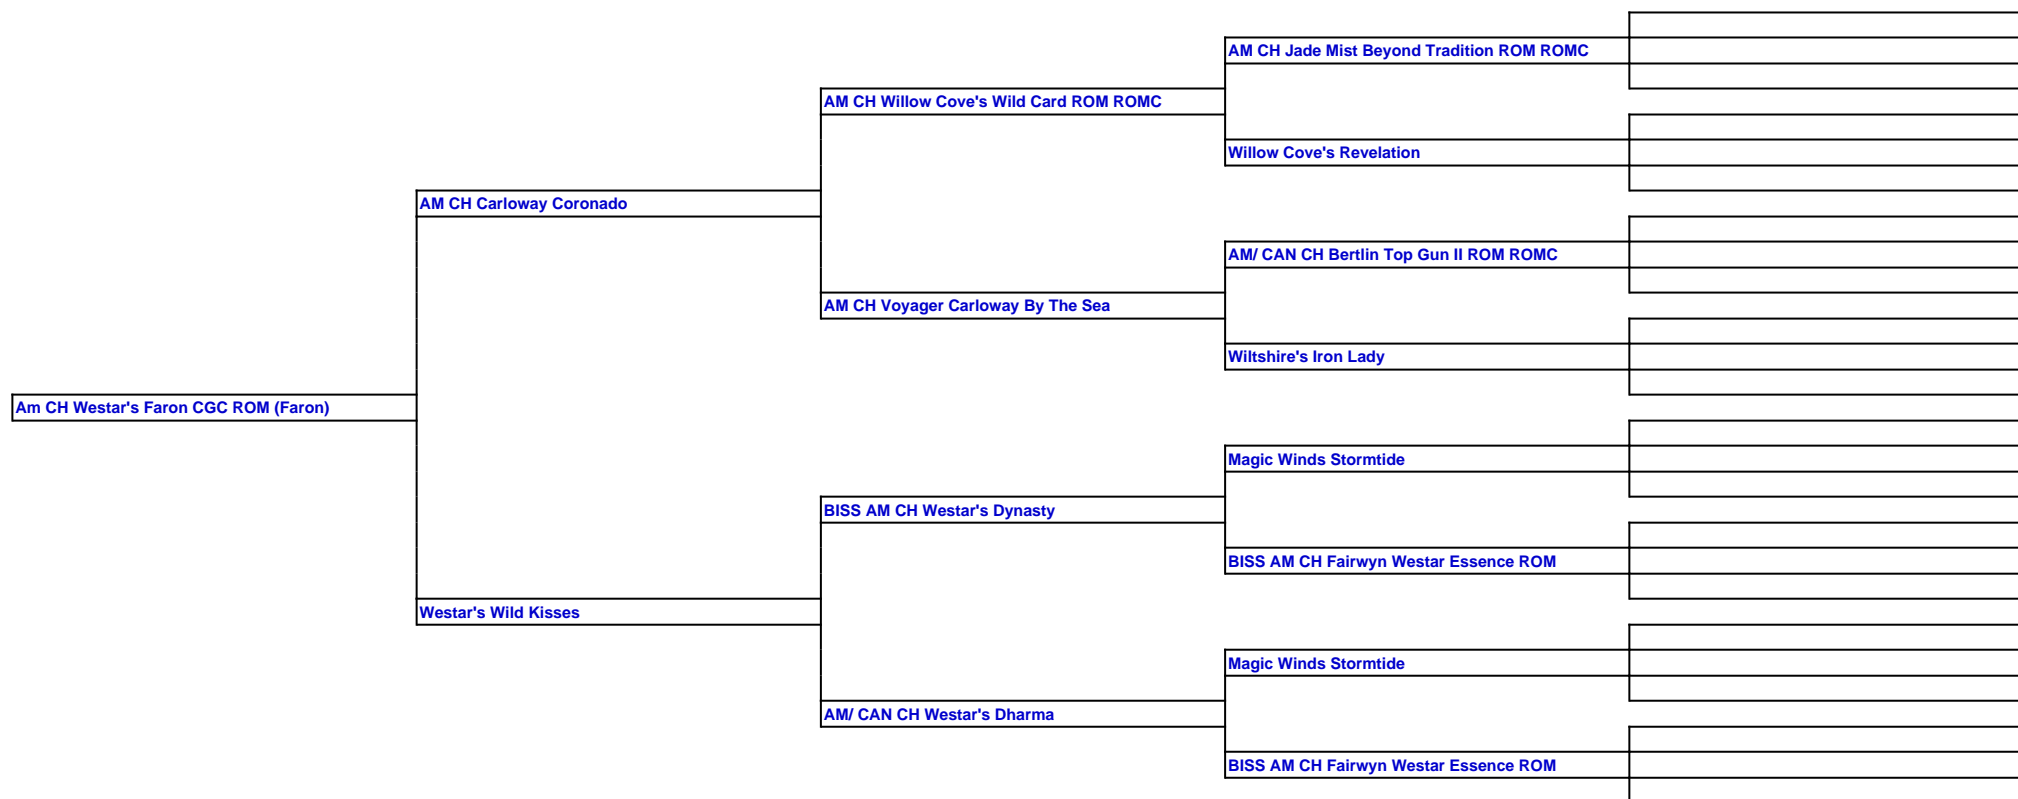 AM CH Jade Mist Beyond Tradition ROM ROMC
AM CH Willow Cove's Wild Card ROM ROMC
Willow Cove's Revelation
AM CH Carloway Coronado
AM/ CAN CH Bertlin Top Gun II ROM ROMC
AM CH Voyager Carloway By The Sea
Wiltshire's Iron Lady
Am CH Westar's Faron CGC ROM (Faron)
Magic Winds Stormtide
BISS AM CH Westar's Dynasty
BISS AM CH Fairwyn Westar Essence ROM
Westar's Wild Kisses
Magic Winds Stormtide
AM/ CAN CH Westar's Dharma
BISS AM CH Fairwyn Westar Essence ROM